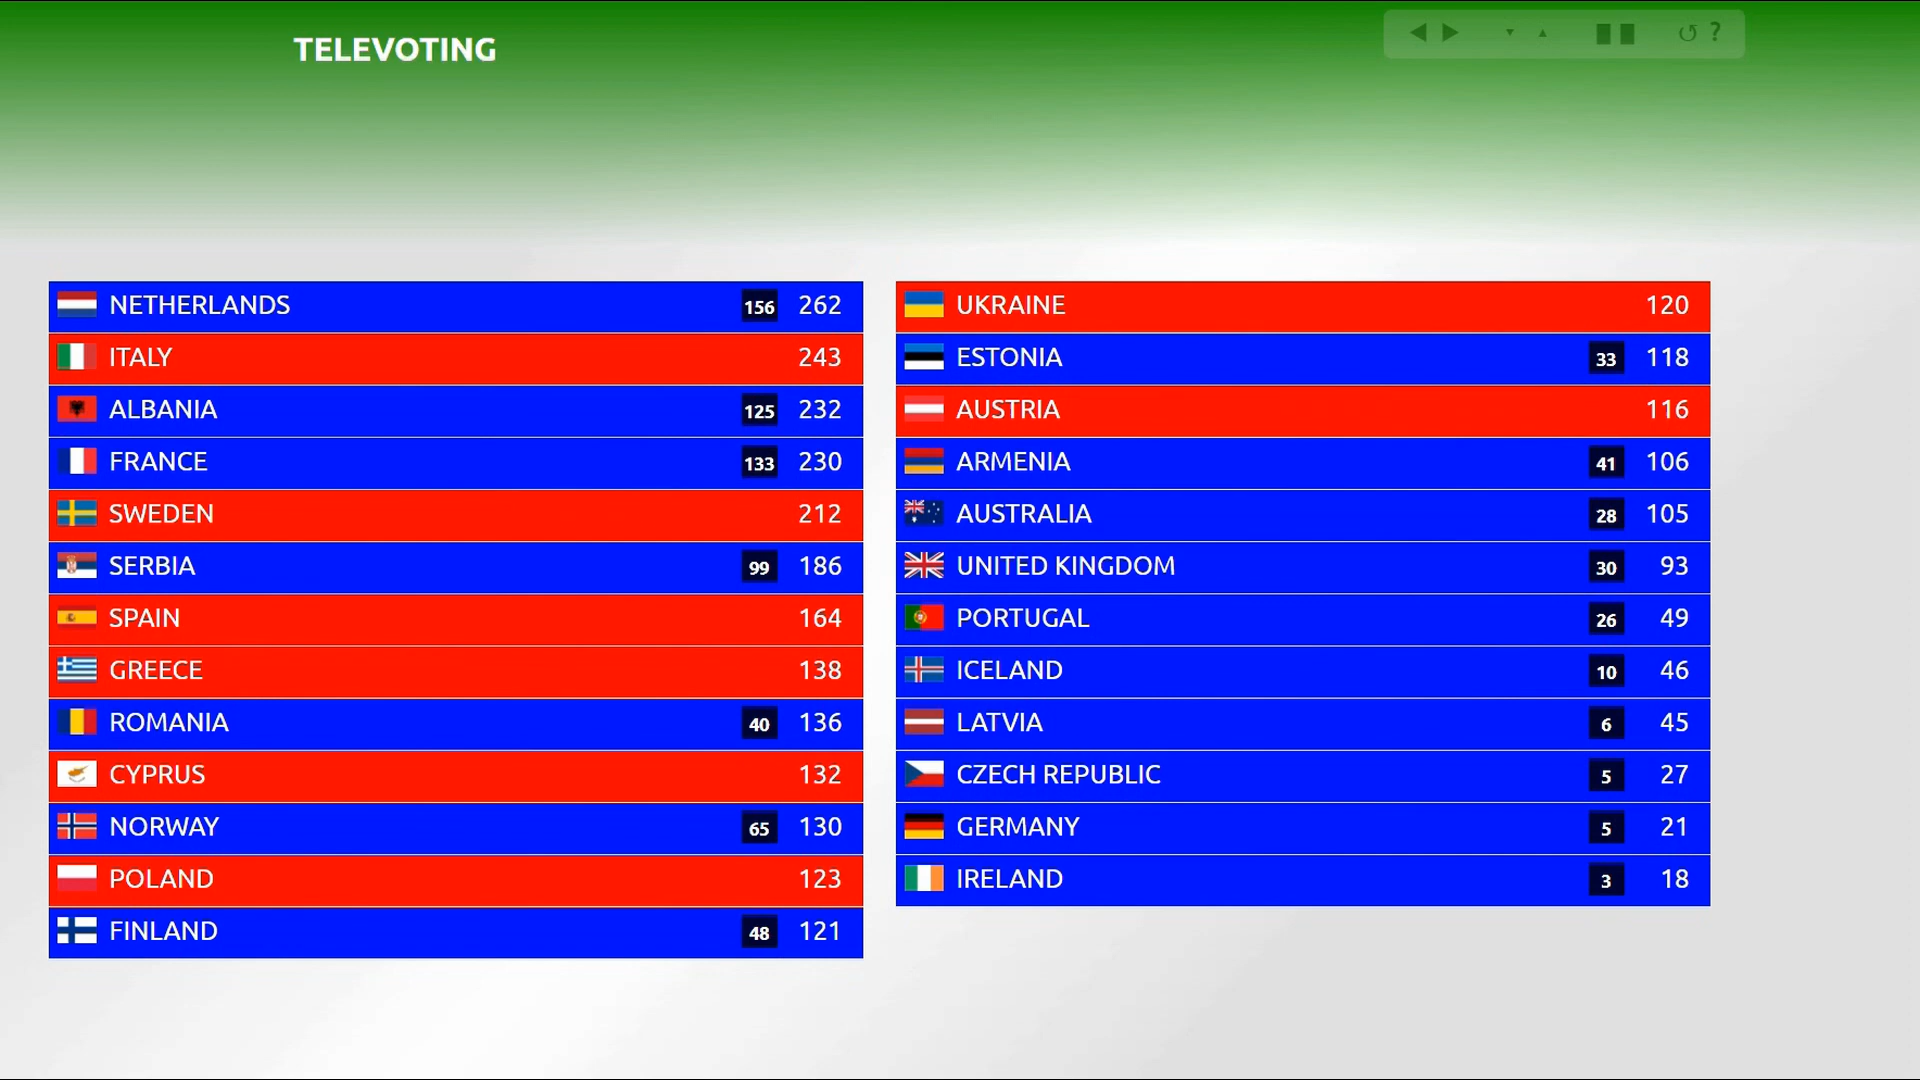 TELEVOTING
?
NETHERLANDS 156 262
ITALY 243
ALBANIA 125 232
FRANCE 133 230
SWEDEN 212
SERBIA 99 186
SPAIN 164
GREECE 138
ROMANIA 40 136
CYPRUS 132
NORWAY 65 130
POLAND 123
FINLAND 48 121
UKRAINE 120
ESTONIA 33 118
AUSTRIA 116
ARMENIA 41 106
AUSTRALIA 28 105
UNITED KINGDOM 30 93
PORTUGAL 26 49
ICELAND 10 46
LATVIA 6 45
CZECH REPUBLIC 5 27
GERMANY 5 21
IRELAND 3 18